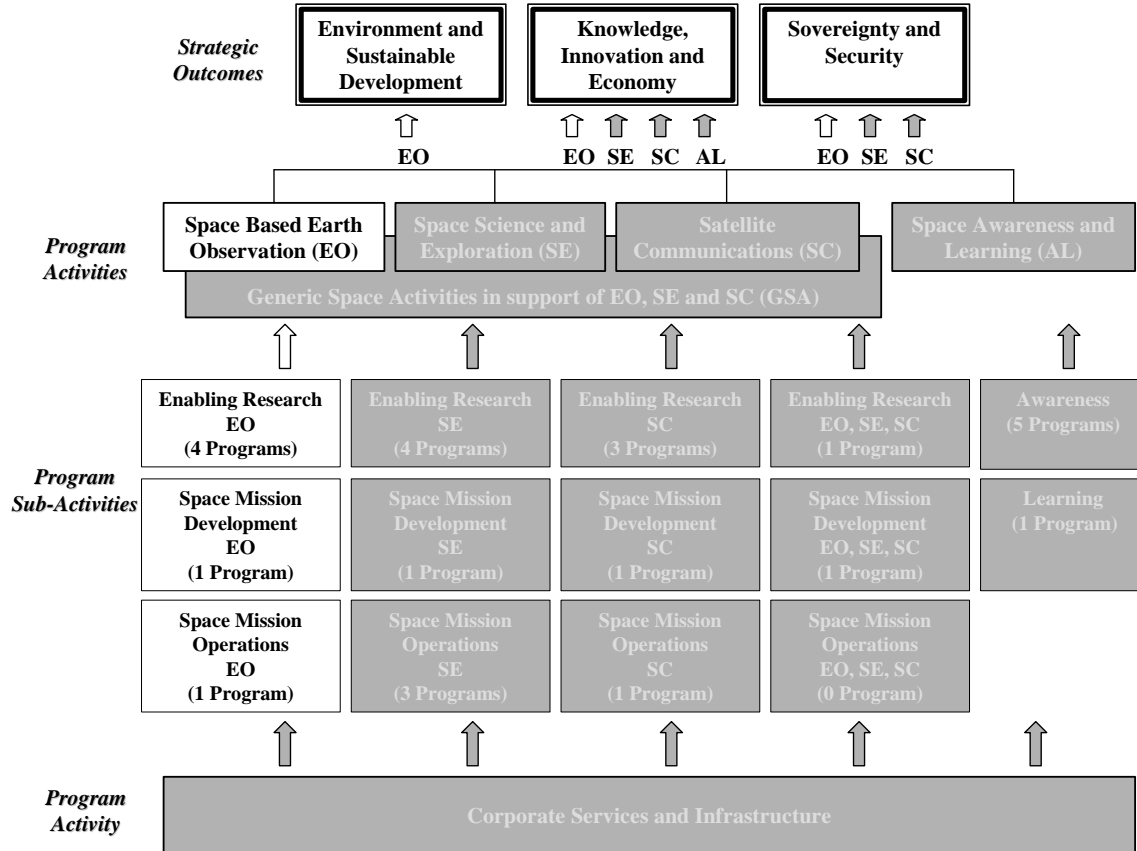 Strategic
Outcomes
Environment and
Sustainable
Development
Knowledge,
Innovation and
Economy
Sovereignty and
Security
EO
EO SE SC AL
EO SE SC
Program
Activities
Space Based Earth
Observation (EO)
Space Science and
Exploration (SE)
Satellite
Communications (SC)
Space Awareness and
Learning (AL)
Generic Space Activities in support of EO, SE and SC (GSA)
Program
Sub-Activities
Enabling Research
EO
(4 Programs)
Enabling Research
SE
(4 Programs)
Enabling Research
SC
(3 Programs)
Enabling Research
EO, SE, SC
(1 Program)
Awareness
(5 Programs)
Space Mission
Development
EO
(1 Program)
Space Mission
Development
SE
(1 Program)
Space Mission
Development
SC
(1 Program)
Space Mission
Development
EO, SE, SC
(1 Program)
Learning
(1 Program)
Space Mission
Operations
EO
(1 Program)
Space Mission
Operations
SE
(3 Programs)
Space Mission
Operations
SC
(1 Program)
Space Mission
Operations
EO, SE, SC
(0 Program)
Program
Activity
Corporate Services and Infrastructure